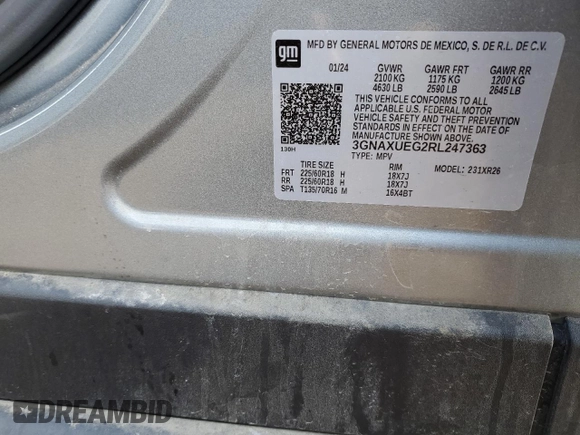 gm
MFD BY GENERAL MOTORS DE MEXICO, S. DE R.L. DE C.V.
01/24 GVWR GAWR FRT GAWR RR
2100 KG 1175 KG 1200 KG
4630 LB 2590 LB 2645 LB
THIS VEHICLE CONFORMS TO ALL
APPLICABLE U.S. FEDERAL MOTOR
VEHICLE SAFETY AND THEFT PREVENTION
STANDARDS IN EFFECT ON THE DATE OF
MANUFACTURE SHOWN ABOVE.
130H
3GNAXUEG2RL247363
TYPE: MPV
TIRE SIZE RIM MODEL: 231XR26
FRT 225/60R18 H 18X7J
RR 225/60R18 H 18X7J
SPA T135/70R16 M 16X4BT
DREAMBID